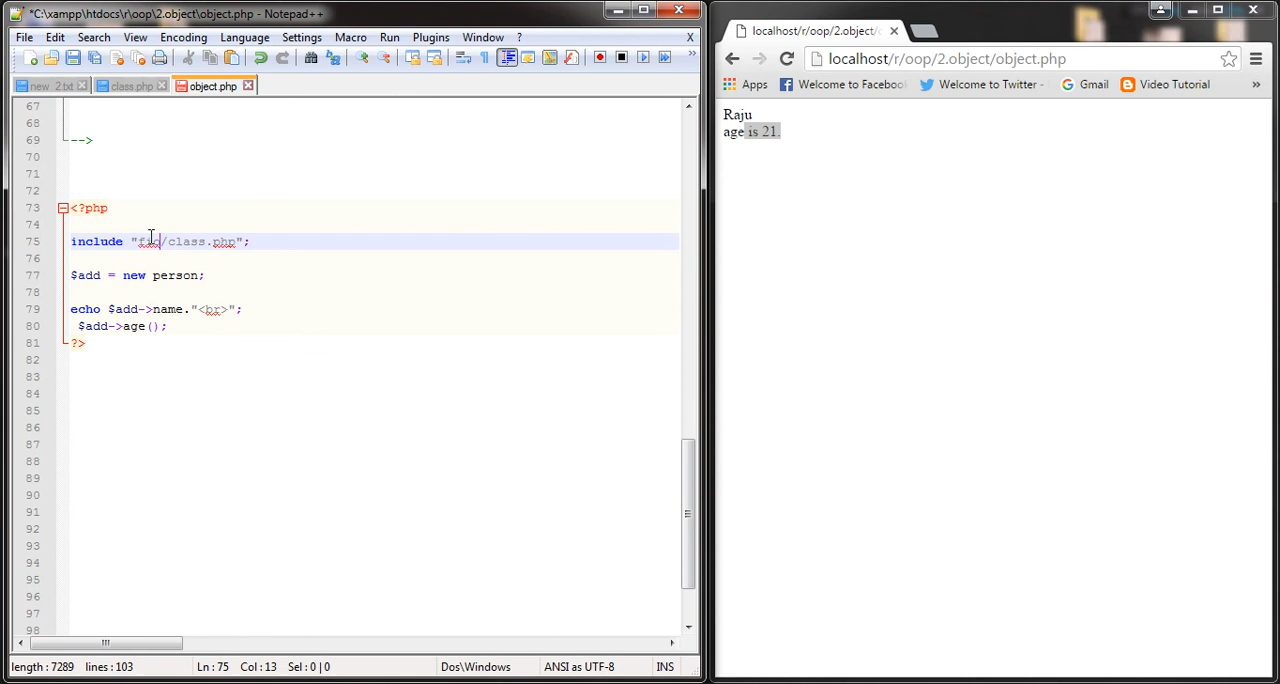 *C:\xampp\htdocs\r\oop\2.object\object.php - Notepad++
File Edit Search View Encoding Language Settings Macro Run Plugins Window ? X
new 2.txt class.php object.php
67
68
69 -->
70
71
72
73 <?php
74
75 include "fio/class.php";
76
77 $add = new person;
78
79 echo $add->name."<br>";
80 $add->age();
81 ?>
82
83
84
85
86
87
88
89
90
91
92
93
94
95
96
97
98
length : 7289 lines : 103 Ln : 75 Col : 13 Sel : 0 | 0 Dos\Windows ANSI as UTF-8 INS
localhost/r/oop/2.object/
localhost/r/oop/2.object/object.php
Apps Welcome to Facebook Welcome to Twitter - Gmail Video Tutorial »
Raju
age is 21.